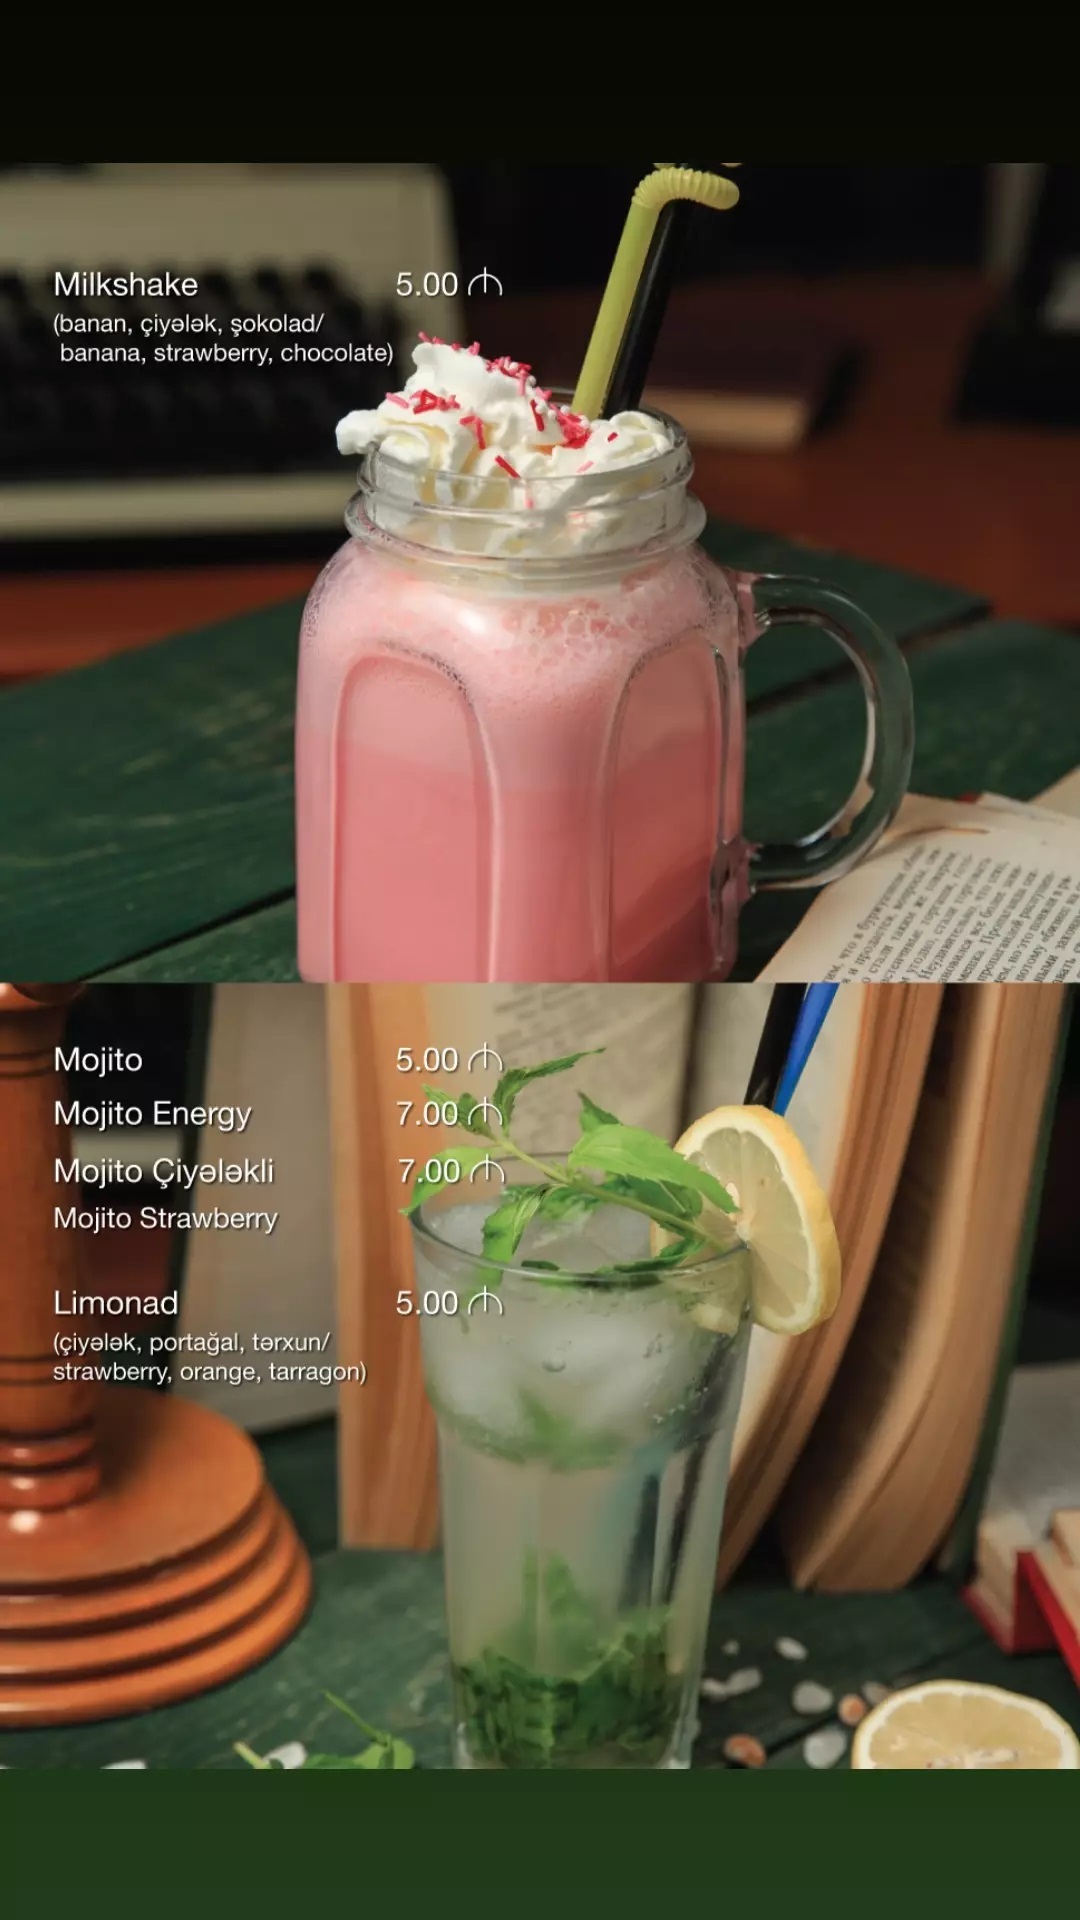 Milkshake 5.00 ₼
(banan, çiyələk, şokolad/
banana, strawberry, chocolate)
Mojito 5.00 ₼
Mojito Energy 7.00 ₼
Mojito Çiyələkli 7.00 ₼
Mojito Strawberry
Limonad 5.00 ₼
(çiyələk, portağal, tərxun/
strawberry, orange, tarragon)